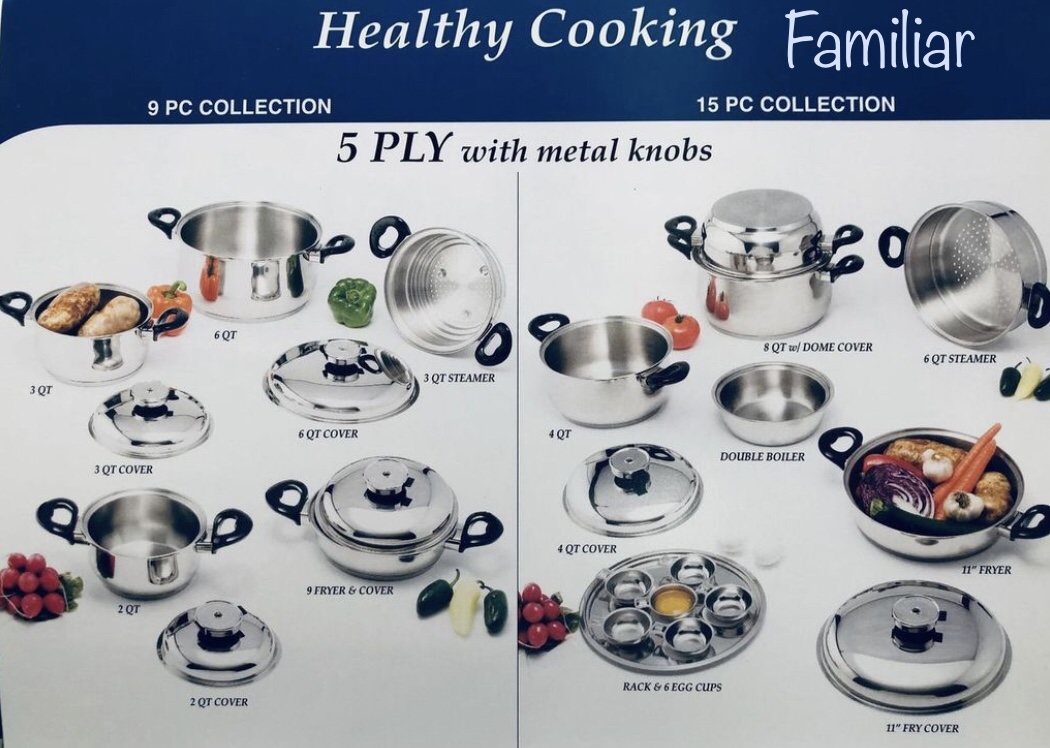 Healthy Cooking Familiar
9 PC COLLECTION
15 PC COLLECTION
5 PLY with metal knobs
6 QT
3 QT
3 QT STEAMER
6 QT COVER
3 QT COVER
2 QT
9 FRYER & COVER
2 QT COVER
8 QT w/ DOME COVER
6 QT STEAMER
4 QT
DOUBLE BOILER
4 QT COVER
11" FRYER
RACK & 6 EGG CUPS
11" FRY COVER